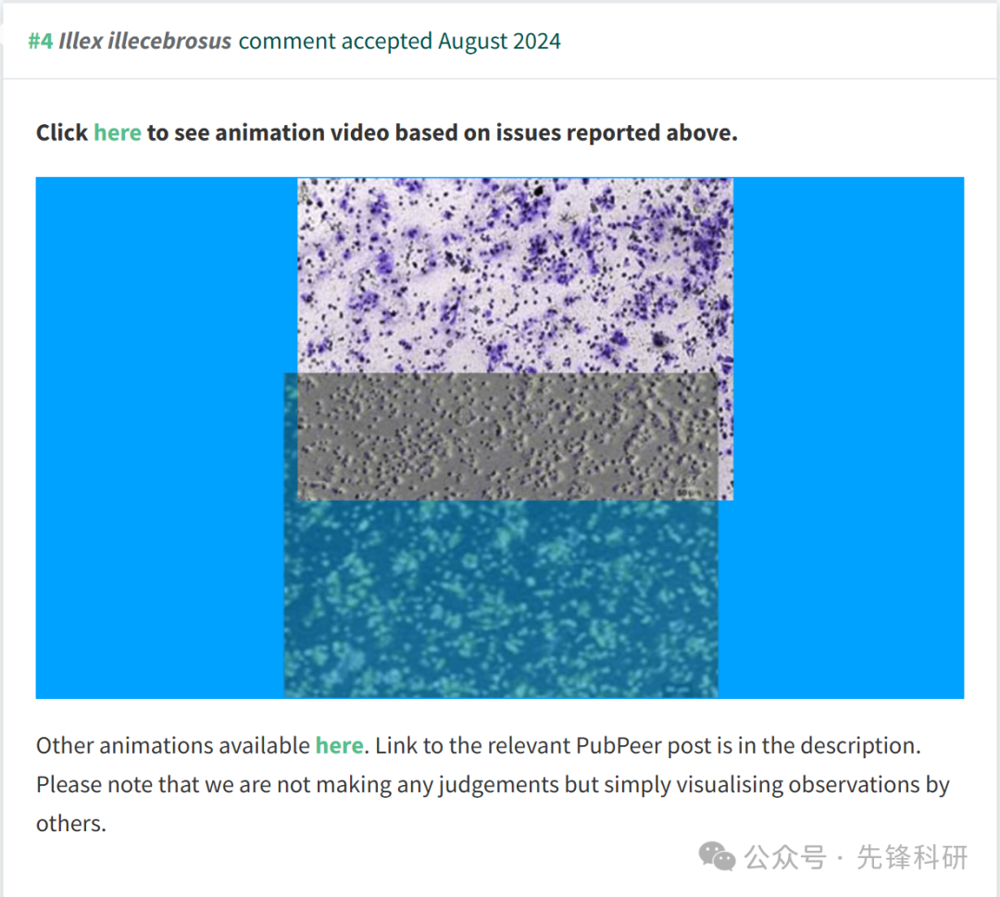 #4 Illex illecebrosus comment accepted August 2024
Click here to see animation video based on issues reported above.
Other animations available here. Link to the relevant PubPeer post is in the description.
Please note that we are not making any judgements but simply visualising observations by
others.
公众号 · 先锋科研